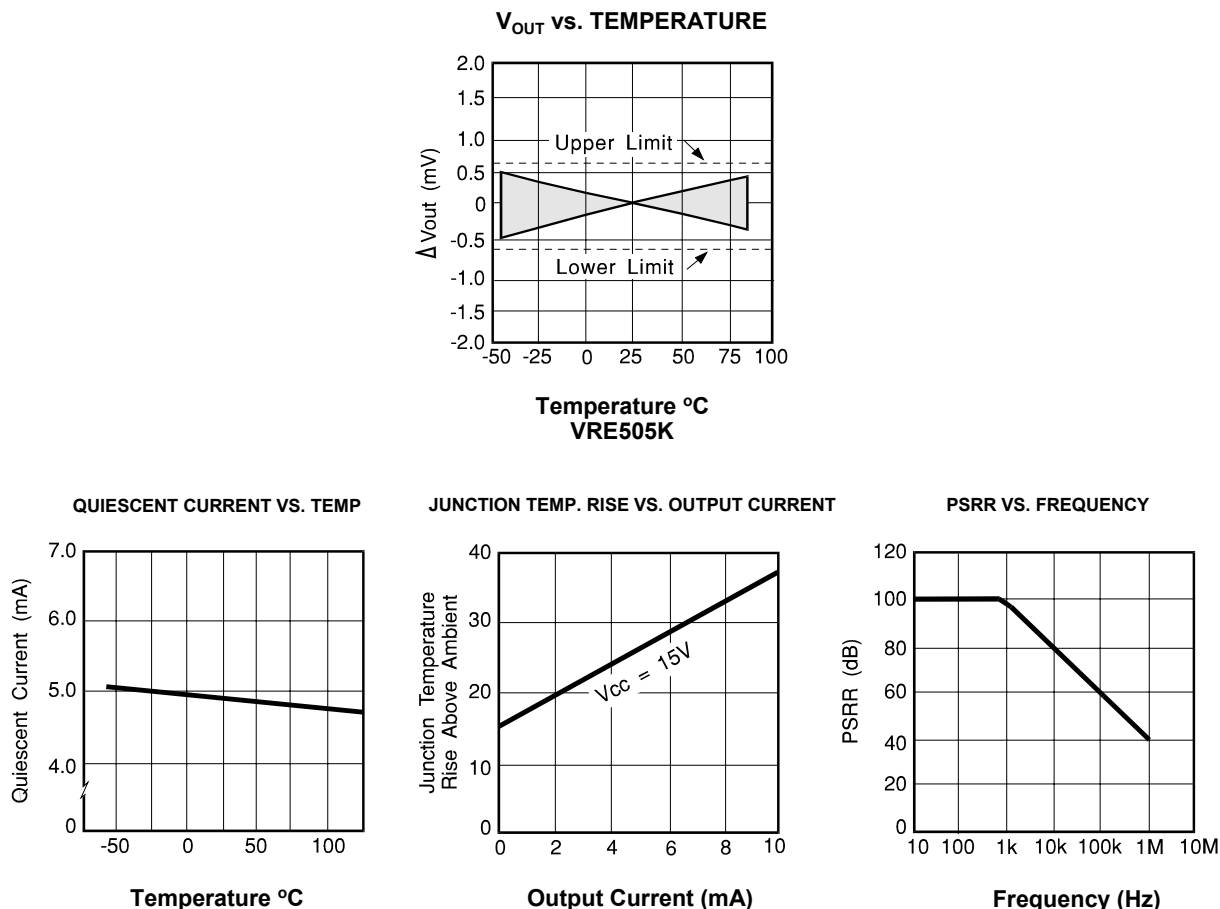 V_OUT vs. TEMPERATURE
2.0
1.5
1.0
0.5
0
-0.5
-1.0
-1.5
-2.0
Δ Vout (mV)
Upper Limit
Lower Limit
-50 -25 0 25 50 75 100
Temperature ºC
VRE505K
QUIESCENT CURRENT VS. TEMP
7.0
6.0
5.0
4.0
0
Quiescent Current (mA)
-50 0 50 100
Temperature ºC
JUNCTION TEMP. RISE VS. OUTPUT CURRENT
40
30
20
10
0
Junction Temperature
Rise Above Ambient
Vcc = 15V
0 2 4 6 8 10
Output Current (mA)
PSRR VS. FREQUENCY
120
100
80
60
40
20
0
PSRR (dB)
10 100 1k 10k 100k 1M 10M
Frequency (Hz)